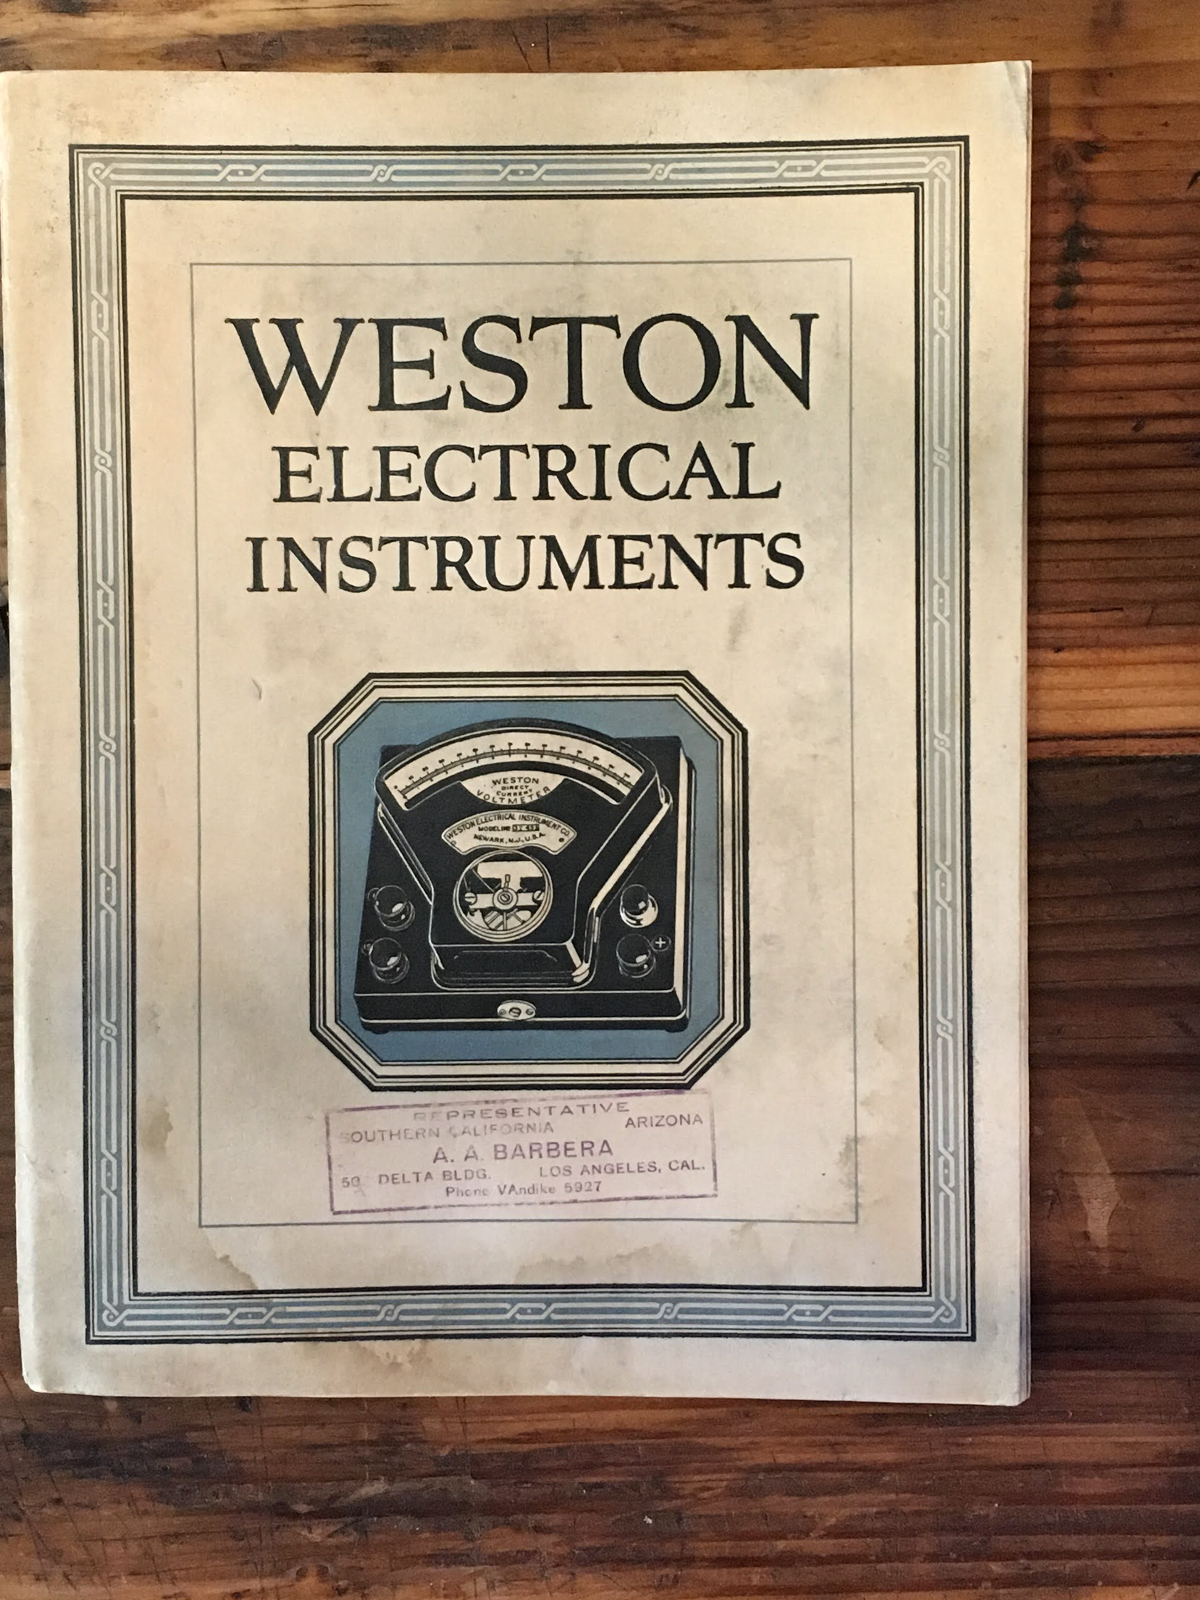 WESTON
ELECTRICAL
INSTRUMENTS
WESTON
DIRECT
CURRENT
VOLTMETER
WESTON ELECTRICAL INSTRUMENT CO.
MODEL
NEWARK, N.J., U.S.A.
REPRESENTATIVE
SOUTHERN CALIFORNIA ARIZONA
A. A. BARBERA
DELTA BLDG. LOS ANGELES, CAL.
Phone VAndike 5927